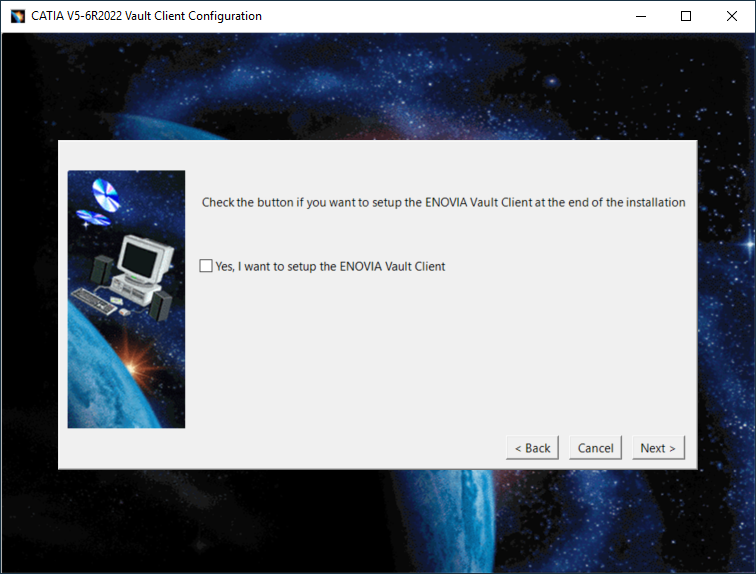 CATIA V5-6R2022 Vault Client Configuration
Check the button if you want to setup the ENOVIA Vault Client at the end of the installation
Yes, I want to setup the ENOVIA Vault Client
< Back
Cancel
Next >